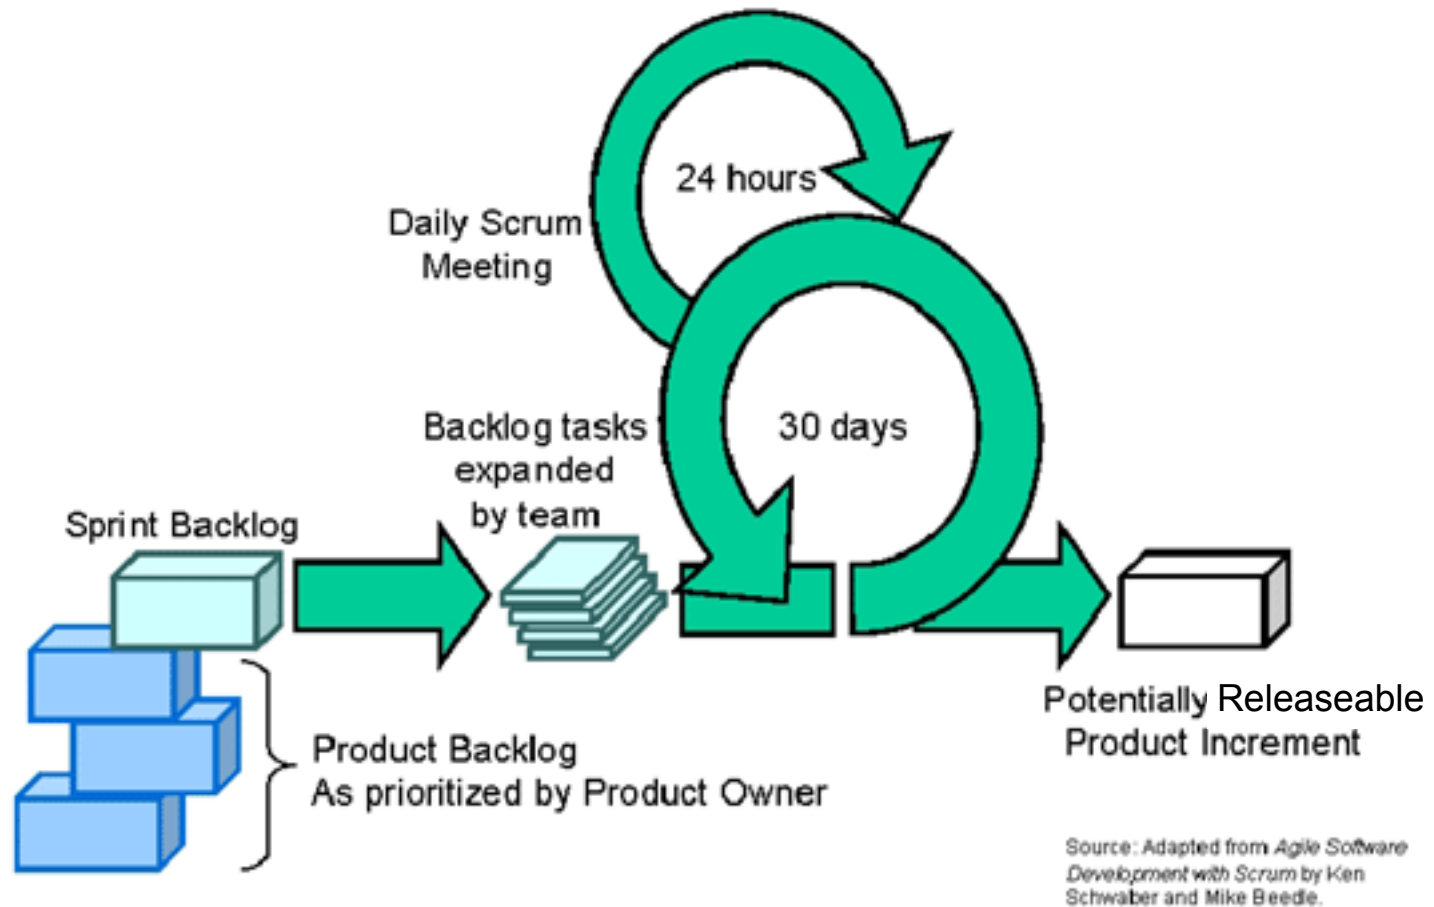 24 hours
Daily Scrum
Meeting
Backlog tasks
expanded
by team
30 days
Sprint Backlog
Product Backlog
As prioritized by Product Owner
Potentially Releaseable
Product Increment
Source: Adapted from Agile Software
Development with Scrum by Ken
Schwaber and Mike Beedle.